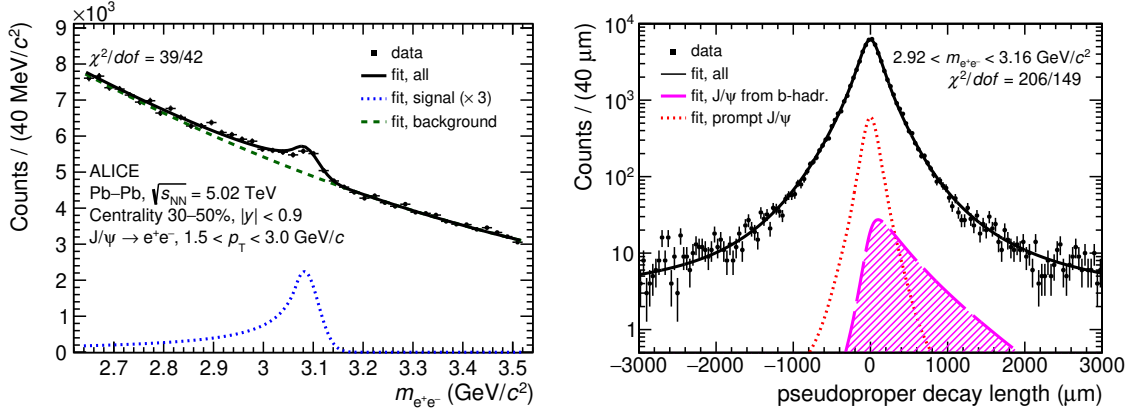 ×10³
9
8
7
6
5
4
3
2
1
0
Counts / (40 MeV/c²)
χ²/dof = 39/42
data
fit, all
fit, signal (× 3)
fit, background
ALICE
Pb–Pb, √s_NN = 5.02 TeV
Centrality 30–50%, |y| < 0.9
J/ψ → e⁺e⁻, 1.5 < p_T < 3.0 GeV/c
2.7 2.8 2.9 3 3.1 3.2 3.3 3.4 3.5
m_e⁺e⁻ (GeV/c²)
10⁴
10³
10²
10
1
Counts / (40 μm)
data
fit, all
fit, J/ψ from b-hadr.
fit, prompt J/ψ
2.92 < m_e⁺e⁻ < 3.16 GeV/c²
χ²/dof = 206/149
−3000 −2000 −1000 0 1000 2000 3000
pseudoproper decay length (μm)